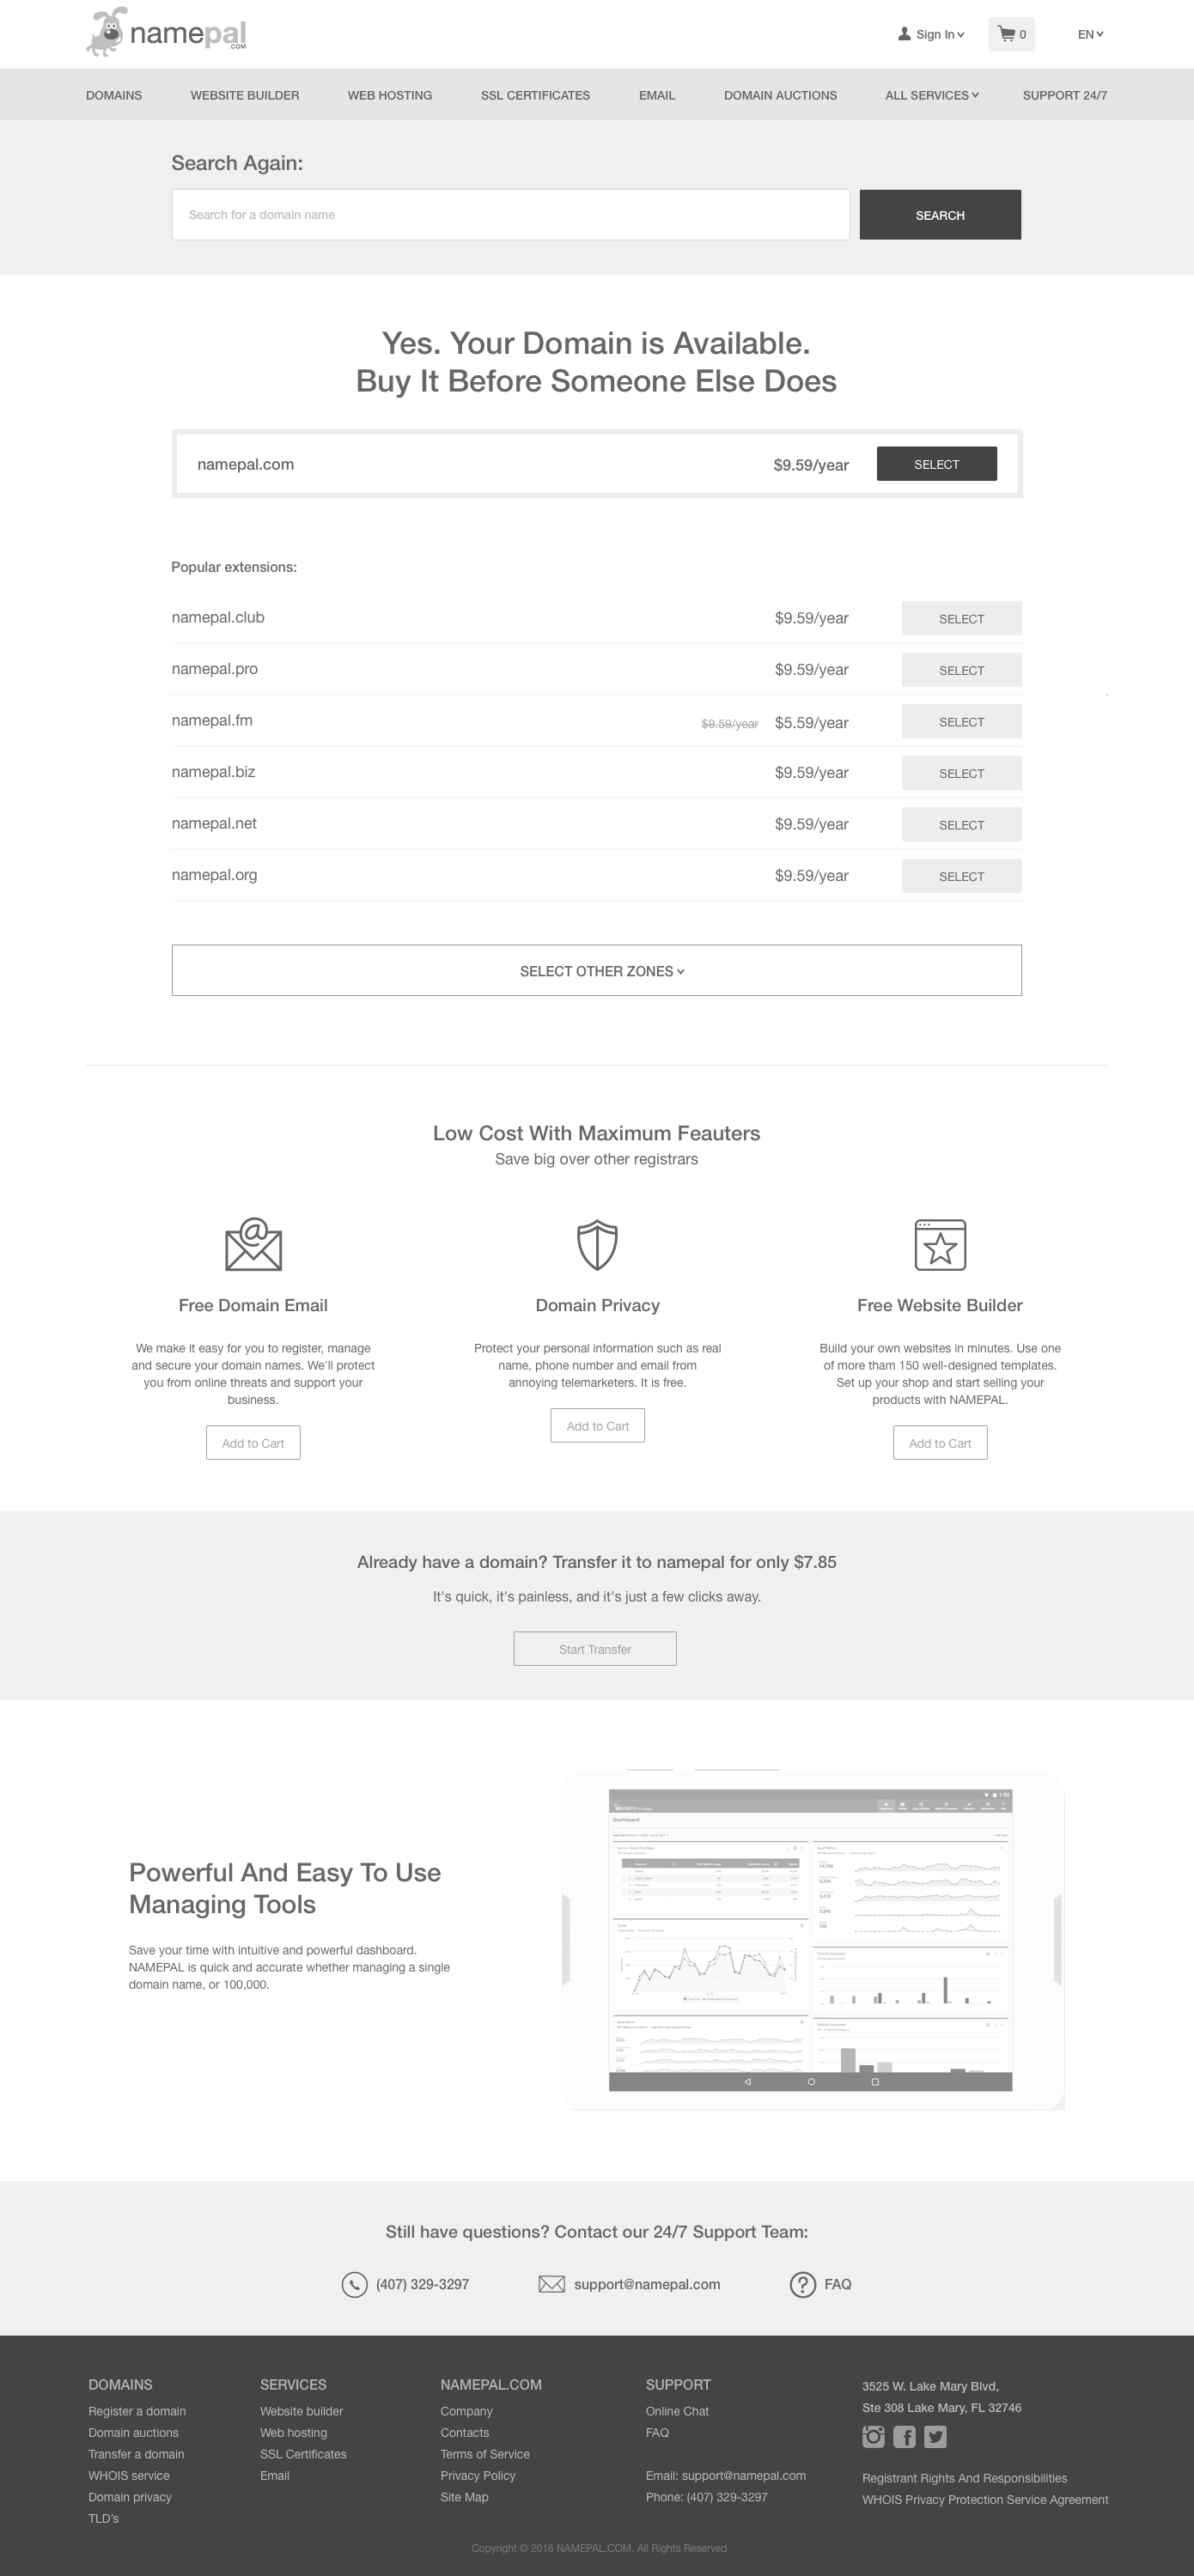 namepal
.COM
Sign In
0
EN
DOMAINS
WEBSITE BUILDER
WEB HOSTING
SSL CERTIFICATES
EMAIL
DOMAIN AUCTIONS
ALL SERVICES
SUPPORT 24/7
Search Again:
Search for a domain name
SEARCH
Yes. Your Domain is Available.
Buy It Before Someone Else Does
namepal.com
$9.59/year
SELECT
Popular extensions:
namepal.club
$9.59/year
SELECT
namepal.pro
$9.59/year
SELECT
namepal.fm
$9.59/year
$5.59/year
SELECT
namepal.biz
$9.59/year
SELECT
namepal.net
$9.59/year
SELECT
namepal.org
$9.59/year
SELECT
SELECT OTHER ZONES
Low Cost With Maximum Feauters
Save big over other registrars
Free Domain Email
We make it easy for you to register, manage
and secure your domain names. We'll protect
you from online threats and support your
business.
Add to Cart
Domain Privacy
Protect your personal information such as real
name, phone number and email from
annoying telemarketers. It is free.
Add to Cart
Free Website Builder
Build your own websites in minutes. Use one
of more tham 150 well-designed templates.
Set up your shop and start selling your
products with NAMEPAL.
Add to Cart
Already have a domain? Transfer it to namepal for only $7.85
It's quick, it's painless, and it's just a few clicks away.
Start Transfer
Powerful And Easy To Use
Managing Tools
Save your time with intuitive and powerful dashboard.
NAMEPAL is quick and accurate whether managing a single
domain name, or 100,000.
Dashboard
Still have questions? Contact our 24/7 Support Team:
(407) 329-3297
support@namepal.com
FAQ
DOMAINS
Register a domain
Domain auctions
Transfer a domain
WHOIS service
Domain privacy
TLD's
SERVICES
Website builder
Web hosting
SSL Certificates
Email
NAMEPAL.COM
Company
Contacts
Terms of Service
Privacy Policy
Site Map
SUPPORT
Online Chat
FAQ
Email: support@namepal.com
Phone: (407) 329-3297
3525 W. Lake Mary Blvd,
Ste 308 Lake Mary, FL 32746
Registrant Rights And Responsibilities
WHOIS Privacy Protection Service Agreement
Copyright © 2016 NAMEPAL.COM, All Rights Reserved